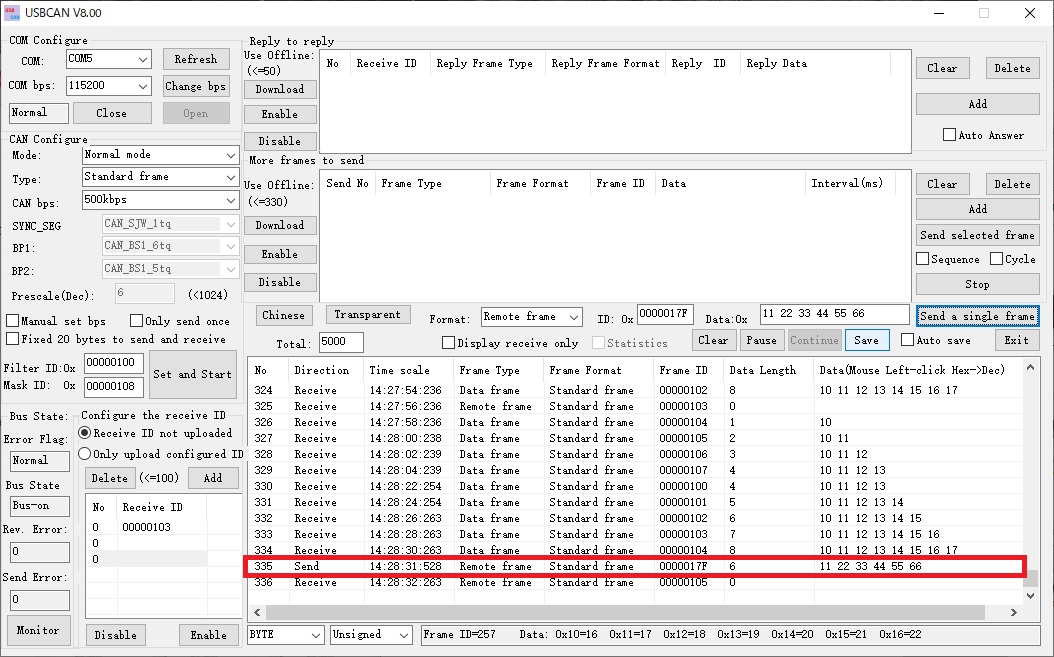 USBCAN V8.00
COM Configure
COM: COM5 Refresh
COM bps: 115200 Change bps
Normal Close Open
CAN Configure
Mode: Normal mode
Type: Standard frame
CAN bps: 500kbps
SYNC_SEG CAN_SJW_1tq
BP1: CAN_BS1_6tq
BP2: CAN_BS1_5tq
Prescale(Dec): 6 (<1024)
Manual set bps Only send once
Fixed 20 bytes to send and receive
Filter ID:0x 00000100
Mask ID: 0x 00000108
Set and Start
Bus State:
Error Flag:
Normal
Bus State
Bus-on
Rev. Error:
0
Send Error:
0
Monitor
Configure the receive ID
Receive ID not uploaded
Only upload configured ID
Delete (<=100) Add
No Receive ID
0 00000103
0
0
Disable Enable
Reply to reply
Use Offline:
(<=50)
Download
Enable
Disable
No Receive ID Reply Frame Type Reply Frame Format Reply ID Reply Data
Clear Delete
Add
Auto Answer
More frames to send
Use Offline:
(<=330)
Download
Enable
Disable
Send No Frame Type Frame Format Frame ID Data Interval(ms)
Clear Delete
Add
Send selected frame
Sequence Cycle
Stop
Chinese Transparent Format: Remote frame ID: 0x 0000017F Data:0x 11 22 33 44 55 66 Send a single frame
Total: 5000 Display receive only Statistics Clear Pause Continue Save Auto save Exit
No Direction Time scale Frame Type Frame Format Frame ID Data Length Data(Mouse Left-click Hex->Dec)
324 Receive 14:27:54:236 Data frame Standard frame 00000102 8 10 11 12 13 14 15 16 17
325 Receive 14:27:56:236 Remote frame Standard frame 00000103 0
326 Receive 14:27:58:236 Data frame Standard frame 00000104 1 10
327 Receive 14:28:00:238 Data frame Standard frame 00000105 2 10 11
328 Receive 14:28:02:239 Data frame Standard frame 00000106 3 10 11 12
329 Receive 14:28:04:239 Data frame Standard frame 00000107 4 10 11 12 13
330 Receive 14:28:22:254 Data frame Standard frame 00000100 4 10 11 12 13
331 Receive 14:28:24:254 Data frame Standard frame 00000101 5 10 11 12 13 14
332 Receive 14:28:26:263 Data frame Standard frame 00000102 6 10 11 12 13 14 15
333 Receive 14:28:28:263 Data frame Standard frame 00000103 7 10 11 12 13 14 15 16
334 Receive 14:28:30:263 Data frame Standard frame 00000104 8 10 11 12 13 14 15 16 17
335 Send 14:28:31:528 Remote frame Standard frame 0000017F 6 11 22 33 44 55 66
336 Receive 14:28:32:263 Remote frame Standard frame 00000105 0
BYTE Unsigned Frame ID=257 Data: 0x10=16 0x11=17 0x12=18 0x13=19 0x14=20 0x15=21 0x16=22